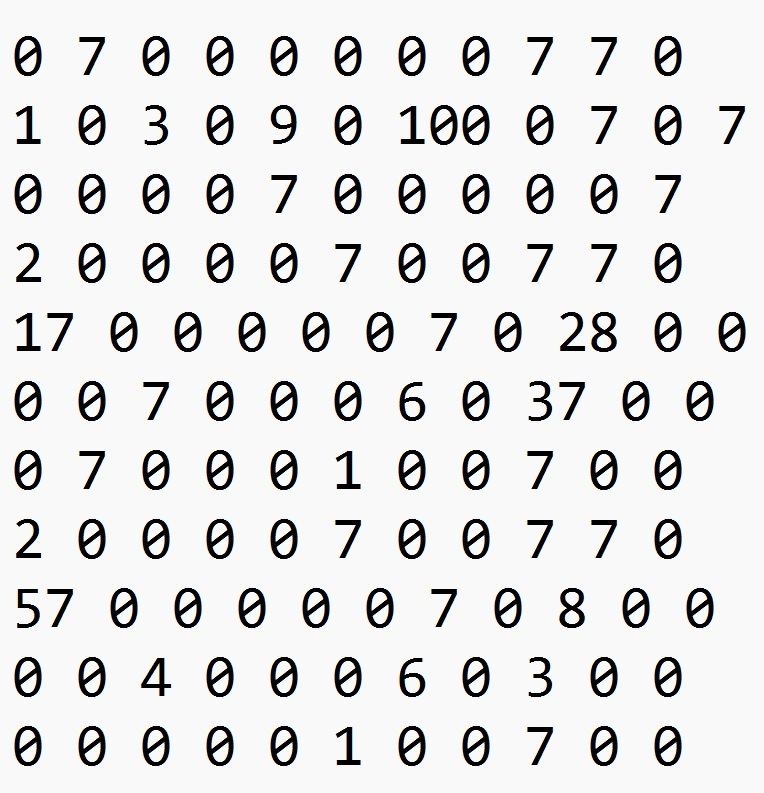 0 7 0 0 0 0 0 0 7 7 0
1 0 3 0 9 0 100 0 7 0 7
0 0 0 0 7 0 0 0 0 0 7
2 0 0 0 0 7 0 0 7 7 0
17 0 0 0 0 0 7 0 28 0 0
0 0 7 0 0 0 6 0 37 0 0
0 7 0 0 0 1 0 0 7 0 0
2 0 0 0 0 7 0 0 7 7 0
57 0 0 0 0 0 7 0 8 0 0
0 0 4 0 0 0 6 0 3 0 0
0 0 0 0 0 1 0 0 7 0 0